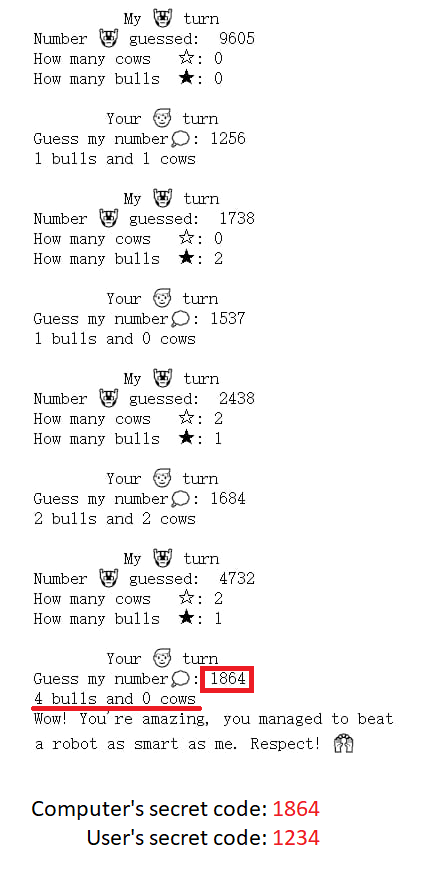 My 🤖 turn
Number 🤖 guessed: 9605
How many cows ☆: 0
How many bulls ★: 0
Your 👦 turn
Guess my number💭: 1256
1 bulls and 1 cows
My 🤖 turn
Number 🤖 guessed: 1738
How many cows ☆: 0
How many bulls ★: 2
Your 👦 turn
Guess my number💭: 1537
1 bulls and 0 cows
My 🤖 turn
Number 🤖 guessed: 2438
How many cows ☆: 2
How many bulls ★: 1
Your 👦 turn
Guess my number💭: 1684
2 bulls and 2 cows
My 🤖 turn
Number 🤖 guessed: 4732
How many cows ☆: 2
How many bulls ★: 1
Your 👦 turn
Guess my number💭: 1864
4 bulls and 0 cows
Wow! You're amazing, you managed to beat
a robot as smart as me. Respect! 🙌
Computer's secret code: 1864
User's secret code: 1234